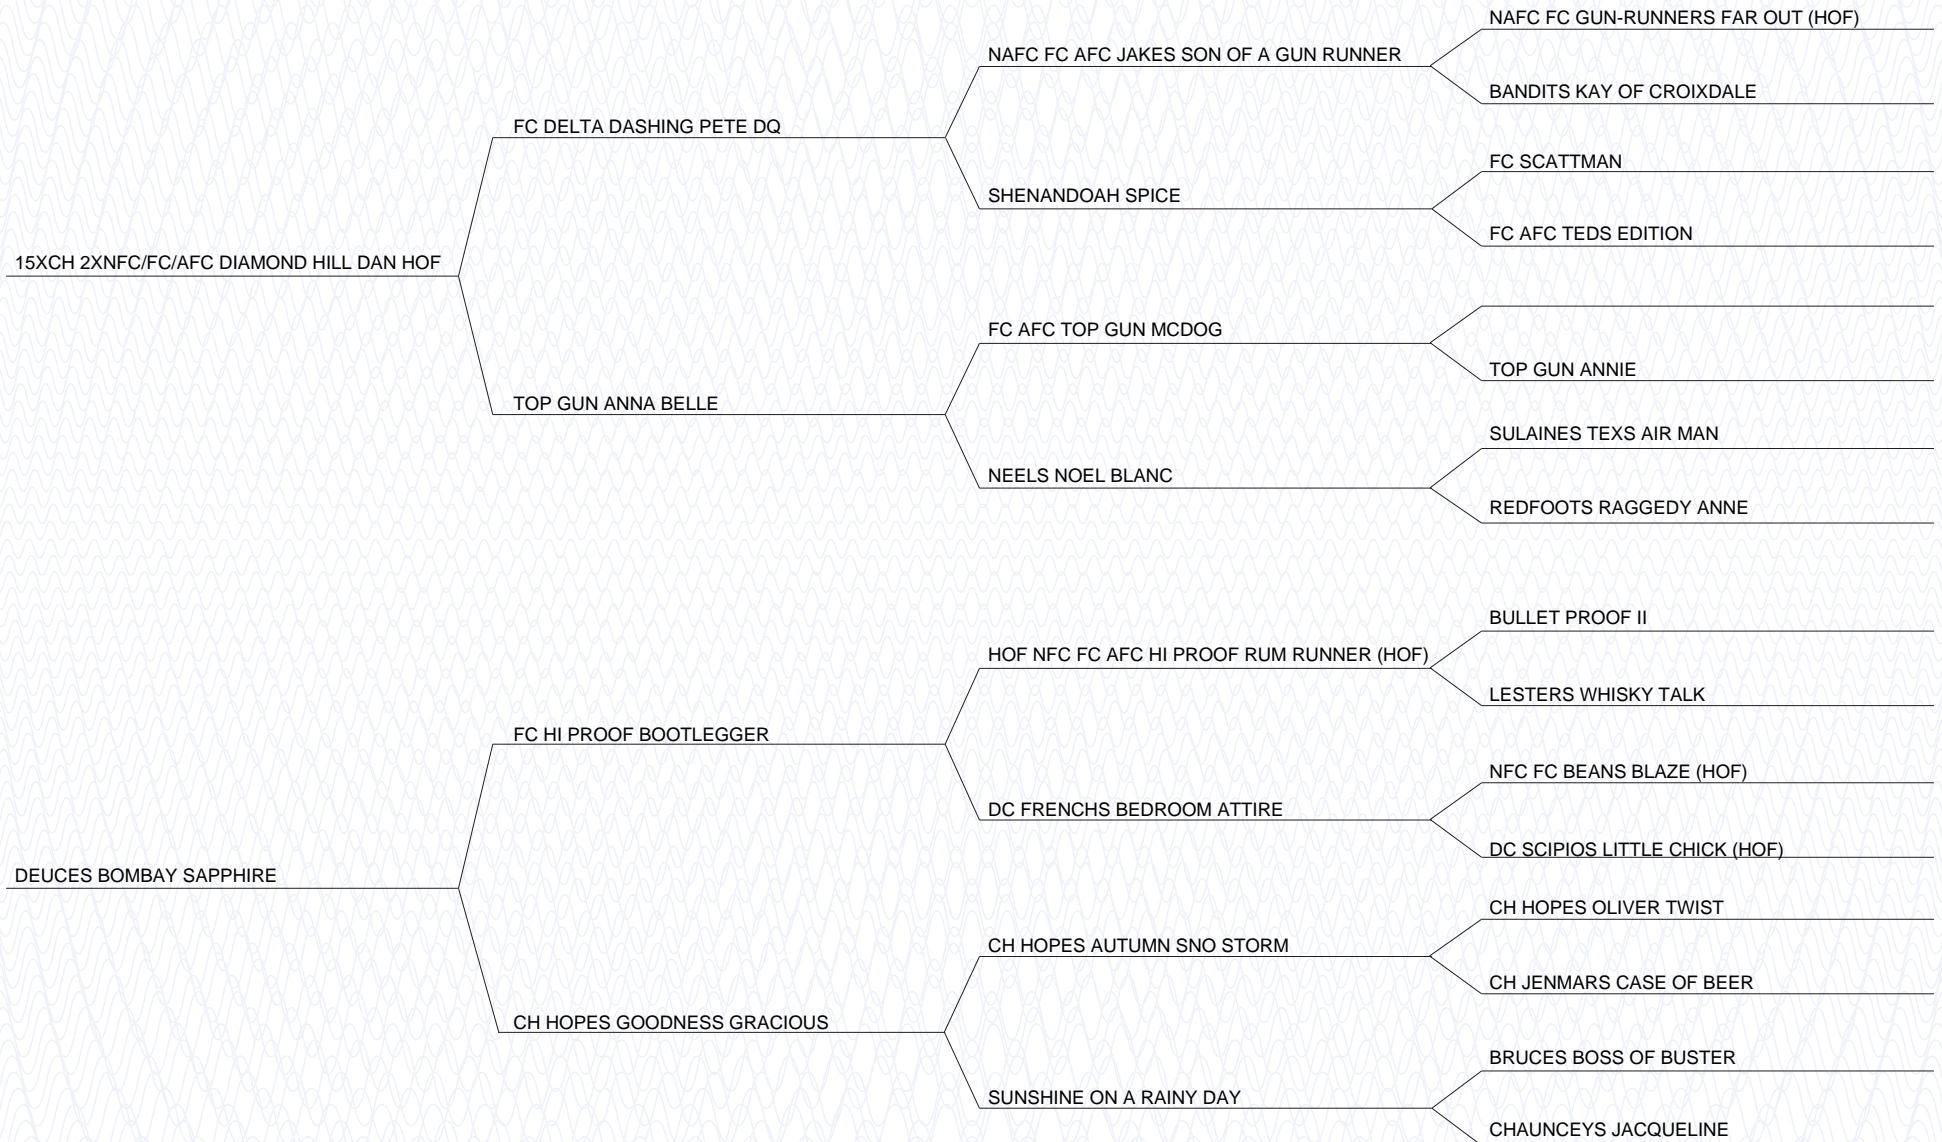 NAFC FC GUN-RUNNERS FAR OUT (HOF)
NAFC FC AFC JAKES SON OF A GUN RUNNER
BANDITS KAY OF CROIXDALE
FC DELTA DASHING PETE DQ
FC SCATTMAN
SHENANDOAH SPICE
FC AFC TEDS EDITION
15XCH 2XNFC/FC/AFC DIAMOND HILL DAN HOF
FC AFC TOP GUN MCDOG
TOP GUN ANNIE
TOP GUN ANNA BELLE
SULAINES TEXS AIR MAN
NEELS NOEL BLANC
REDFOOTS RAGGEDY ANNE
BULLET PROOF II
HOF NFC FC AFC HI PROOF RUM RUNNER (HOF)
LESTERS WHISKY TALK
FC HI PROOF BOOTLEGGER
NFC FC BEANS BLAZE (HOF)
DC FRENCHS BEDROOM ATTIRE
DC SCIPIOS LITTLE CHICK (HOF)
DEUCES BOMBAY SAPPHIRE
CH HOPES OLIVER TWIST
CH HOPES AUTUMN SNO STORM
CH JENMARS CASE OF BEER
CH HOPES GOODNESS GRACIOUS
BRUCES BOSS OF BUSTER
SUNSHINE ON A RAINY DAY
CHAUNCEYS JACQUELINE